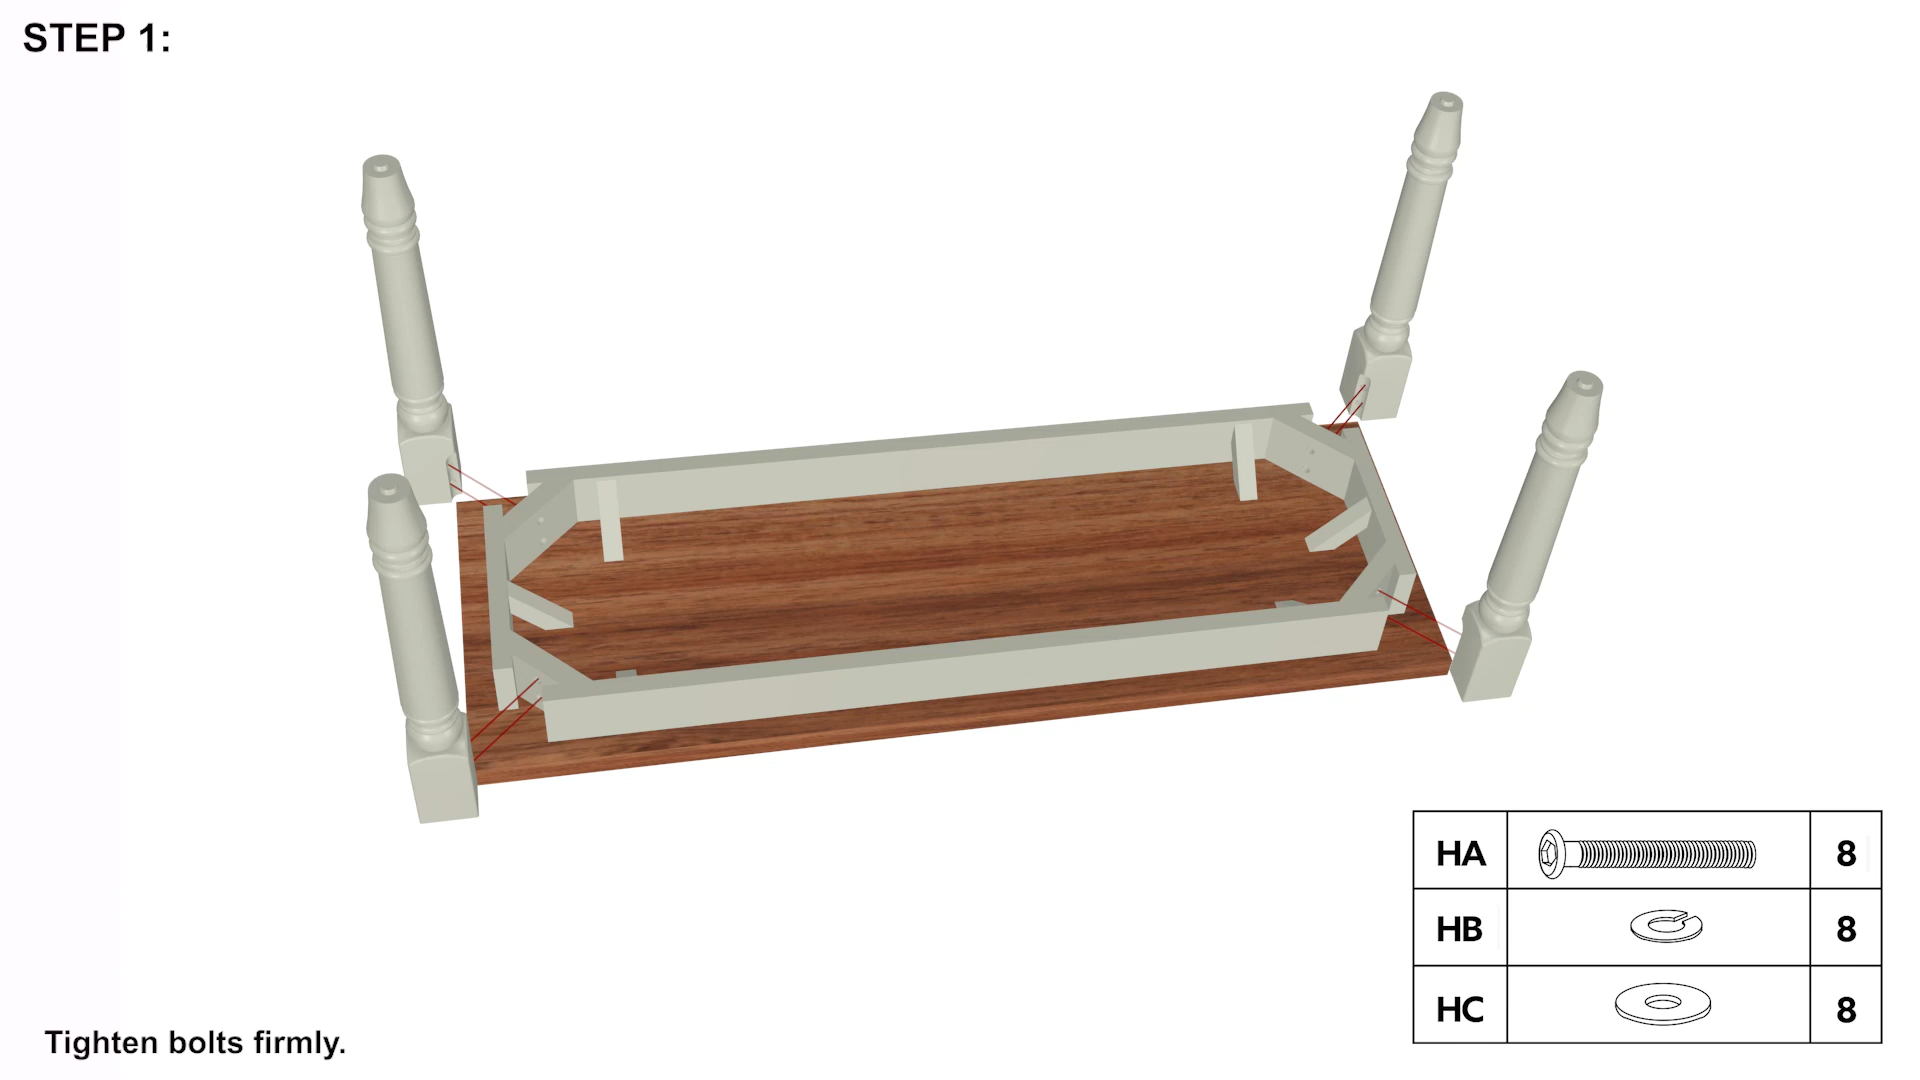 STEP 1:
HA 8
HB 8
HC 8
Tighten bolts firmly.